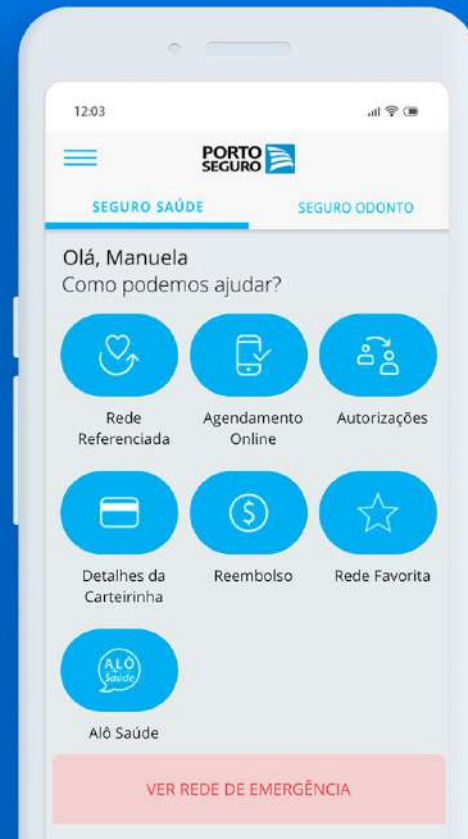 12:03
PORTO
SEGURO
SEGURO SAÚDE
SEGURO ODONTO
Olá, Manuela
Como podemos ajudar?
Rede
Referenciada
Agendamento
Online
Autorizações
Detalhes da
Carteirinha
Reembolso
Rede Favorita
ALÔ
Saúde
Alô Saúde
VER REDE DE EMERGÊNCIA